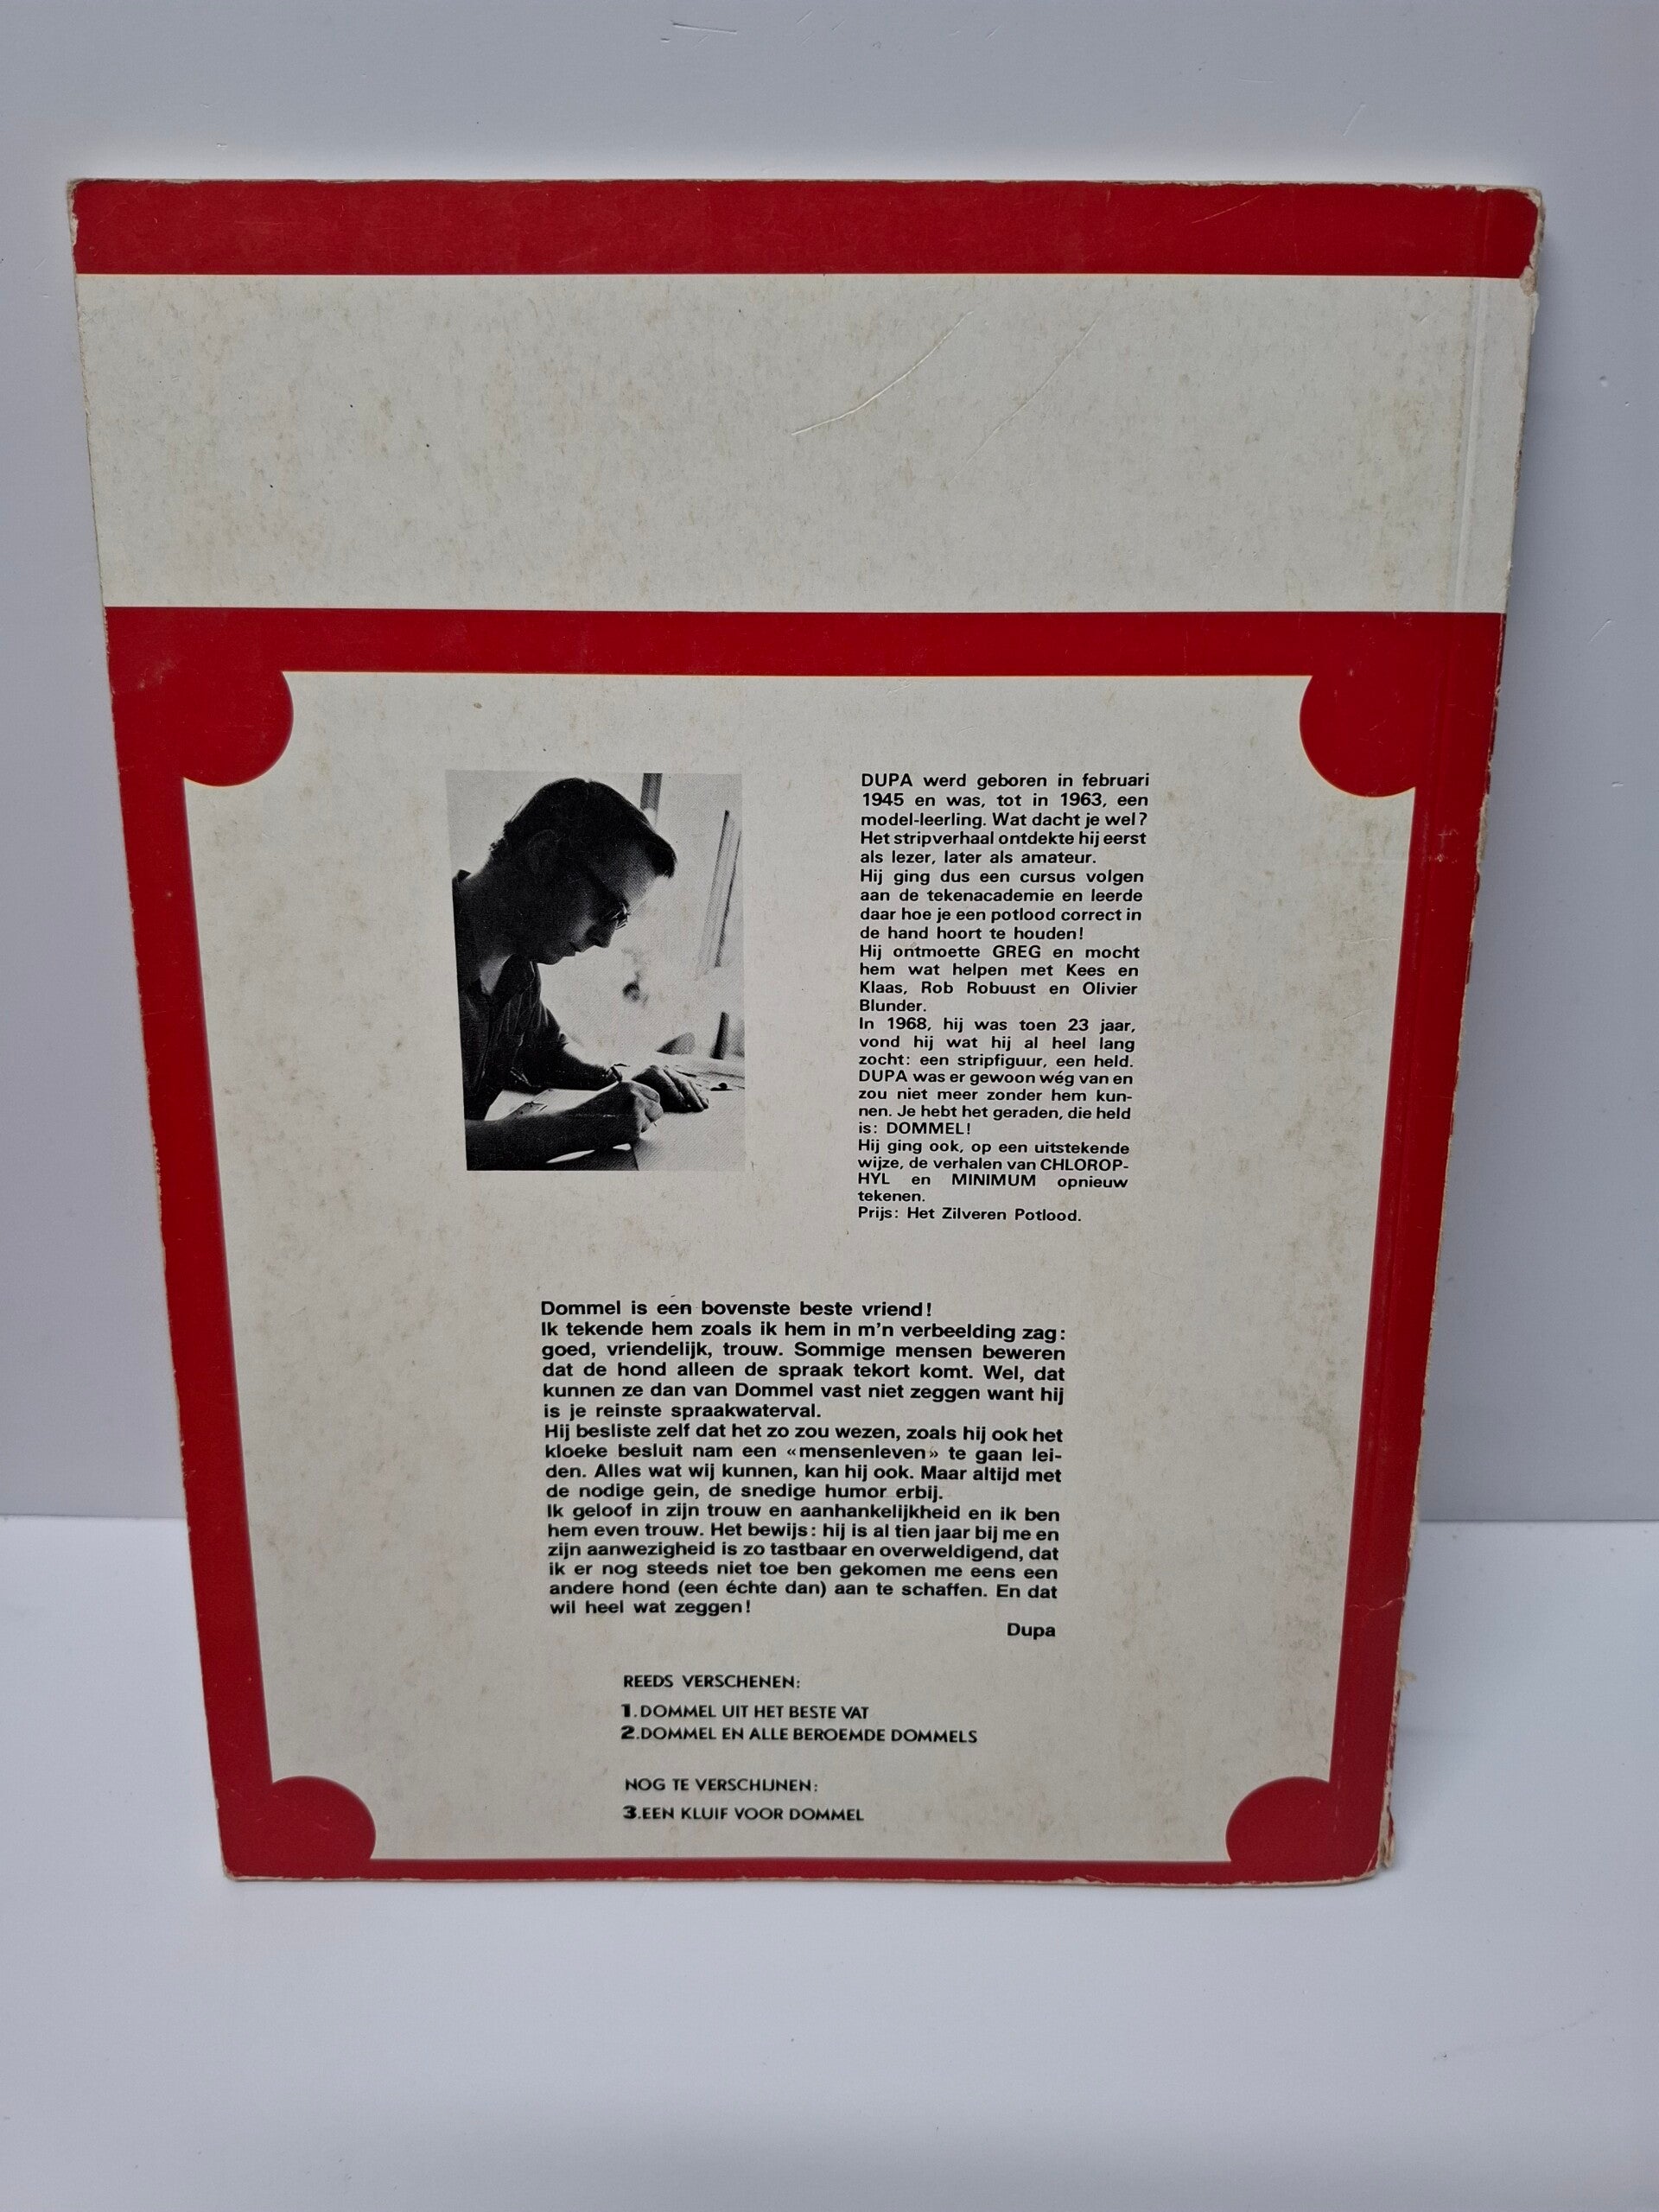 DUPA werd geboren in februari
1945 en was, tot in 1963, een
model-leerling. Wat dacht je wel?
Het stripverhaal ontdekte hij eerst
als lezer, later als amateur.
Hij ging dus een cursus volgen
aan de tekenacademie en leerde
daar hoe je een potlood correct in
de hand hoort te houden!
Hij ontmoette GREG en mocht
hem wat helpen met Kees en
Klaas, Rob Robuust en Olivier
Blunder.
In 1968, hij was toen 23 jaar,
vond hij wat hij al heel lang
zocht: een stripfiguur, een held.
DUPA was er gewoon wég van en
zou niet meer zonder hem kun-
nen. Je hebt het geraden, die held
is: DOMMEL!
Hij ging ook, op een uitstekende
wijze, de verhalen van CHLOROP-
HYL en MINIMUM opnieuw
tekenen.
Prijs: Het Zilveren Potlood.
Dommel is een bovenste beste vriend!
Ik tekende hem zoals ik hem in m'n verbeelding zag:
goed, vriendelijk, trouw. Sommige mensen beweren
dat de hond alleen de spraak tekort komt. Wel, dat
kunnen ze dan van Dommel vast niet zeggen want hij
is je reinste spraakwaterval.
Hij besliste zelf dat het zo zou wezen, zoals hij ook het
kloeke besluit nam een «mensenleven» te gaan lei-
den. Alles wat wij kunnen, kan hij ook. Maar altijd met
de nodige gein, de snedige humor erbij.
Ik geloof in zijn trouw en aanhankelijkheid en ik ben
hem even trouw. Het bewijs: hij is al tien jaar bij me en
zijn aanwezigheid is zo tastbaar en overweldigend, dat
ik er nog steeds niet toe ben gekomen me eens een
andere hond (een échte dan) aan te schaffen. En dat
wil heel wat zeggen!
Dupa
REEDS VERSCHENEN:
1.DOMMEL UIT HET BESTE VAT
2.DOMMEL EN ALLE BEROEMDE DOMMELS
NOG TE VERSCHIJNEN:
3.EEN KLUIF VOOR DOMMEL